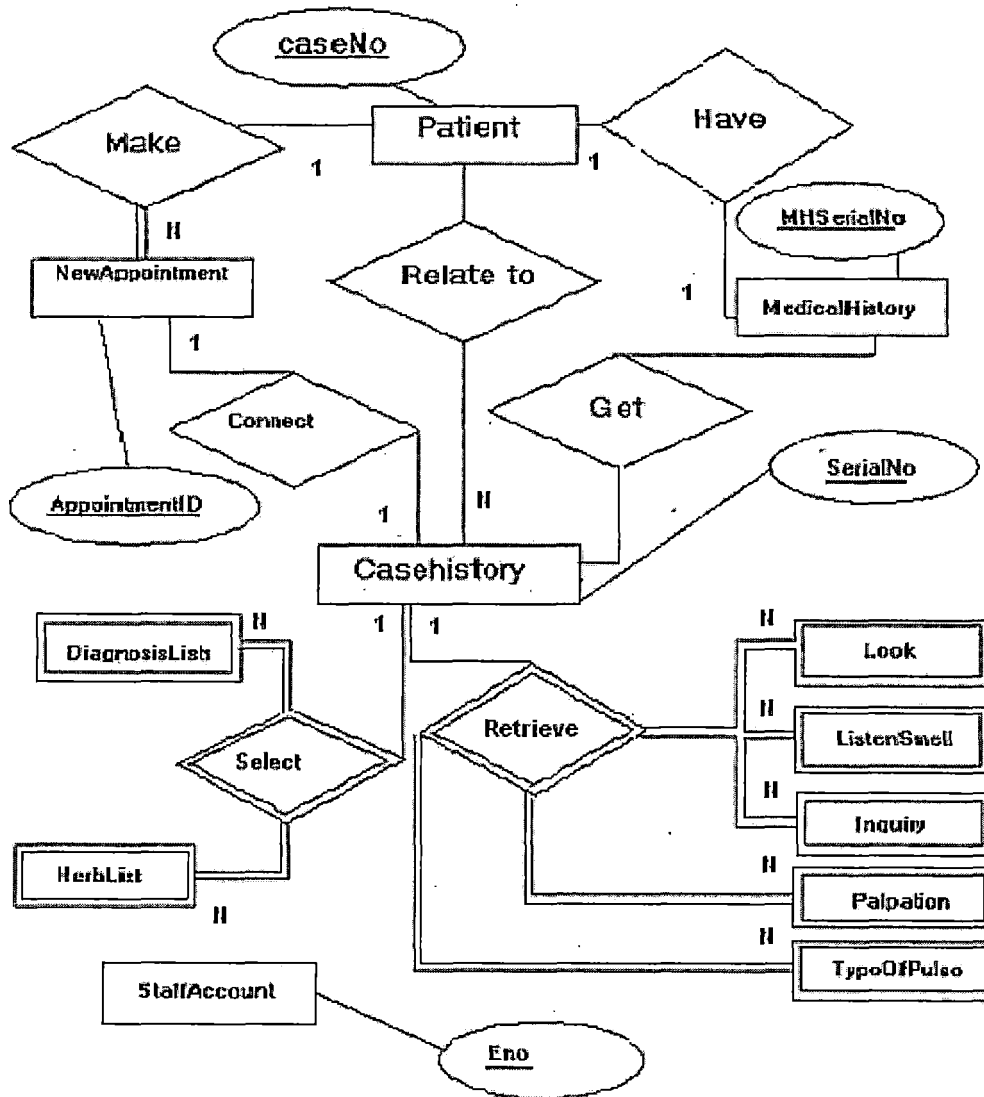 caseNo
Make
Patient
Have
1
1
N
MHSerialNo
NewAppointment
Relate to
1
MedicalHistory
1
Get
Connect
SerialNo
AppointmentID
1
N
Casehistory
N
1
1
N
DiagnosisList
Look
Retrieve
N
ListenSmell
Select
N
Inquiry
HerbList
N
N
Palpation
N
StaffAccount
TypeOfPulse
Eno